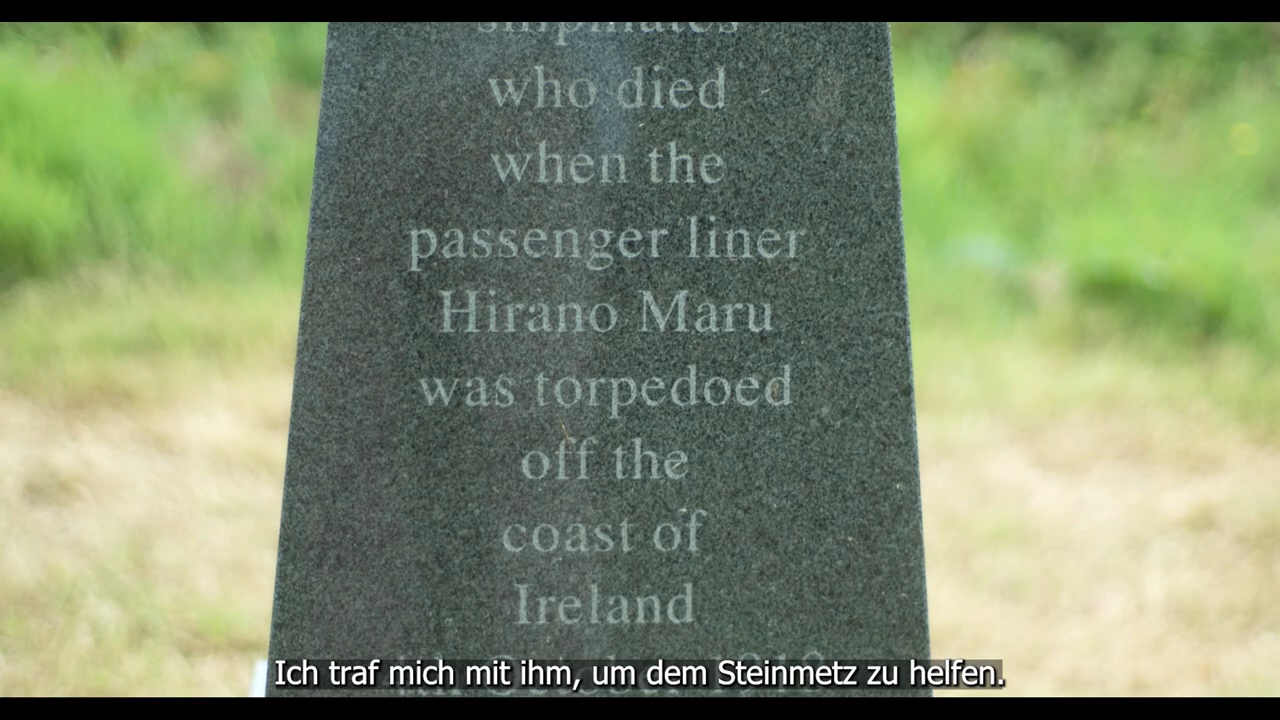 shipmates
who died
when the
passenger liner
Hirano Maru
was torpedoed
off the
coast of
Ireland
Ich traf mich mit ihm, um dem Steinmetz zu helfen.